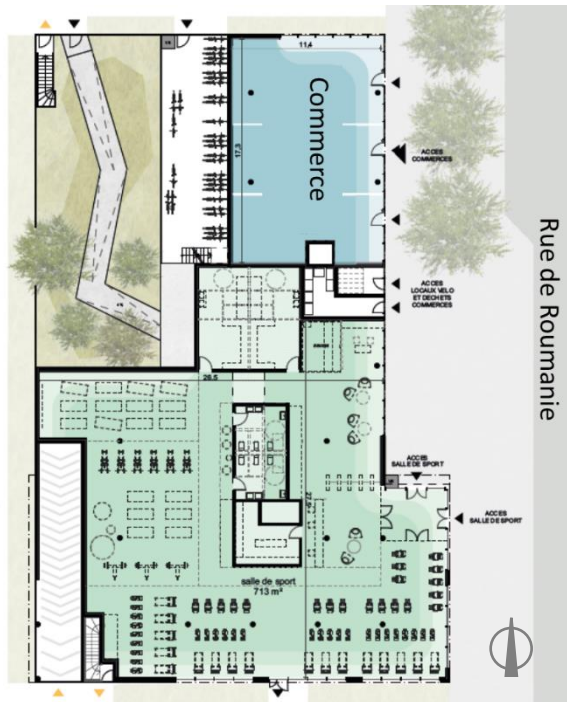 11,4
Commerce
17,3
ACCES
COMMERCES
ACCES
LOCAUX VELO
ET DECHETS
COMMERCES
Rue de Roumanie
26,5
ACCES
SALLE DE SPORT
ACCES
SALLE DE SPORT
salle de sport
713 m²